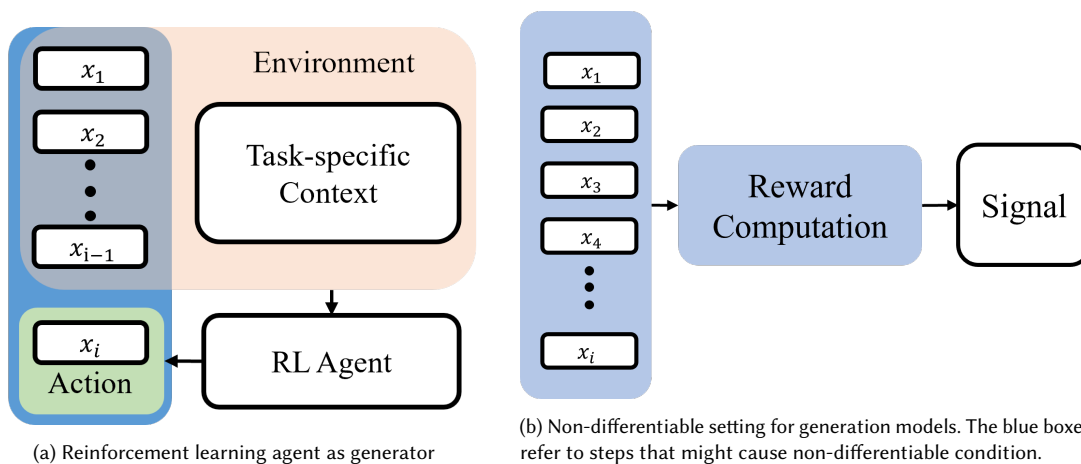 x₁
x₂
xᵢ₋₁
Environment
Task-specific
Context
xᵢ
Action
RL Agent
(a) Reinforcement learning agent as generator
x₁
x₂
x₃
x₄
xᵢ
Reward
Computation
Signal
(b) Non-differentiable setting for generation models. The blue boxe
refer to steps that might cause non-differentiable condition.